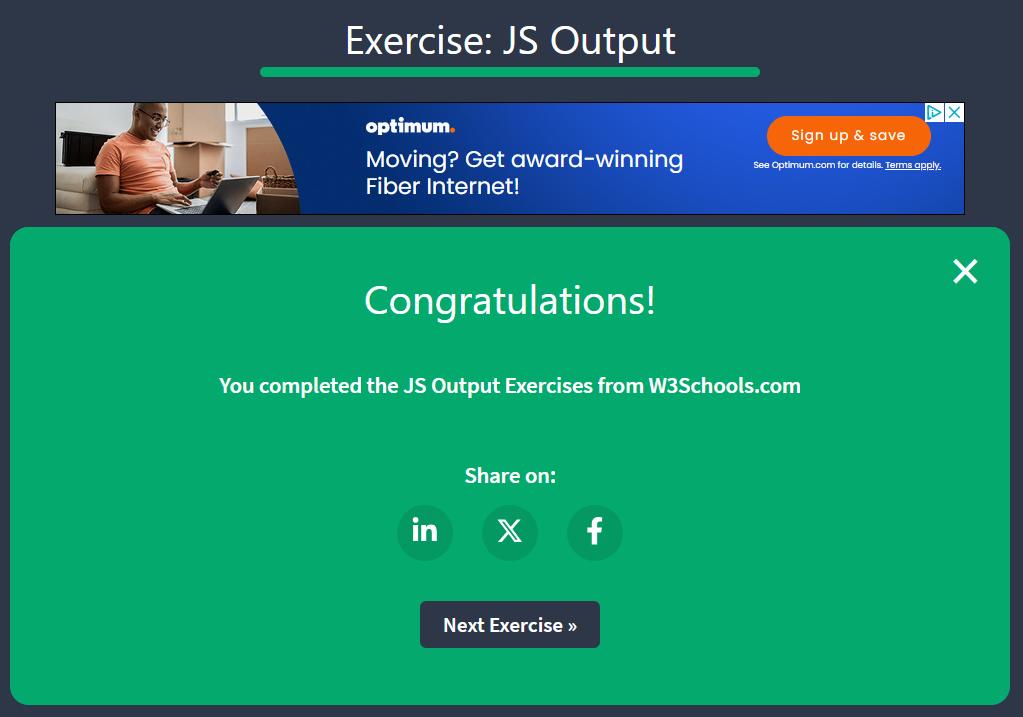 Exercise: JS Output
optimum.
Moving? Get award-winning
Fiber Internet!
Sign up & save
See Optimum.com for details. Terms apply.
Congratulations!
You completed the JS Output Exercises from W3Schools.com
Share on:
in X f
Next Exercise »